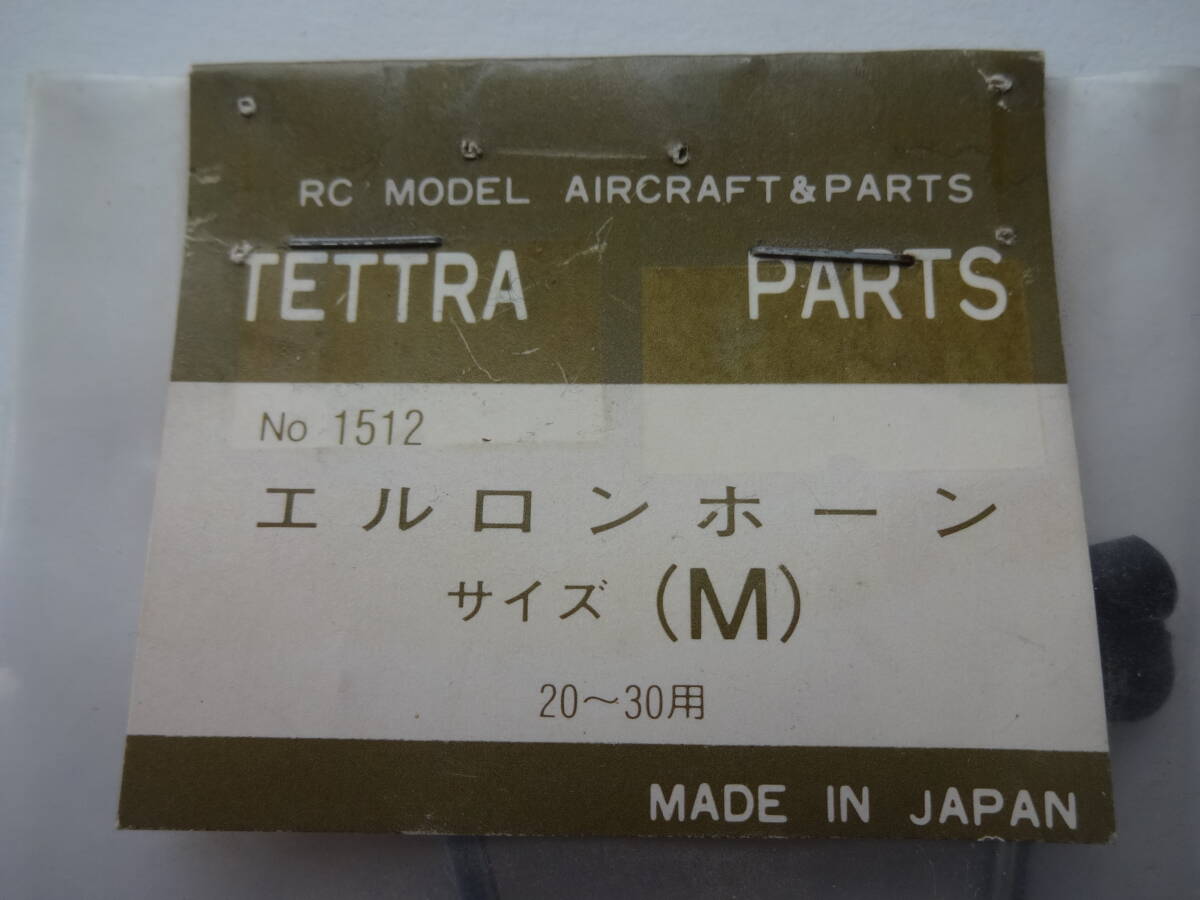 RC MODEL AIRCRAFT&PARTS
TETTRA PARTS
No 1512
エルロンホーン
サイズ (M)
20〜30用
MADE IN JAPAN